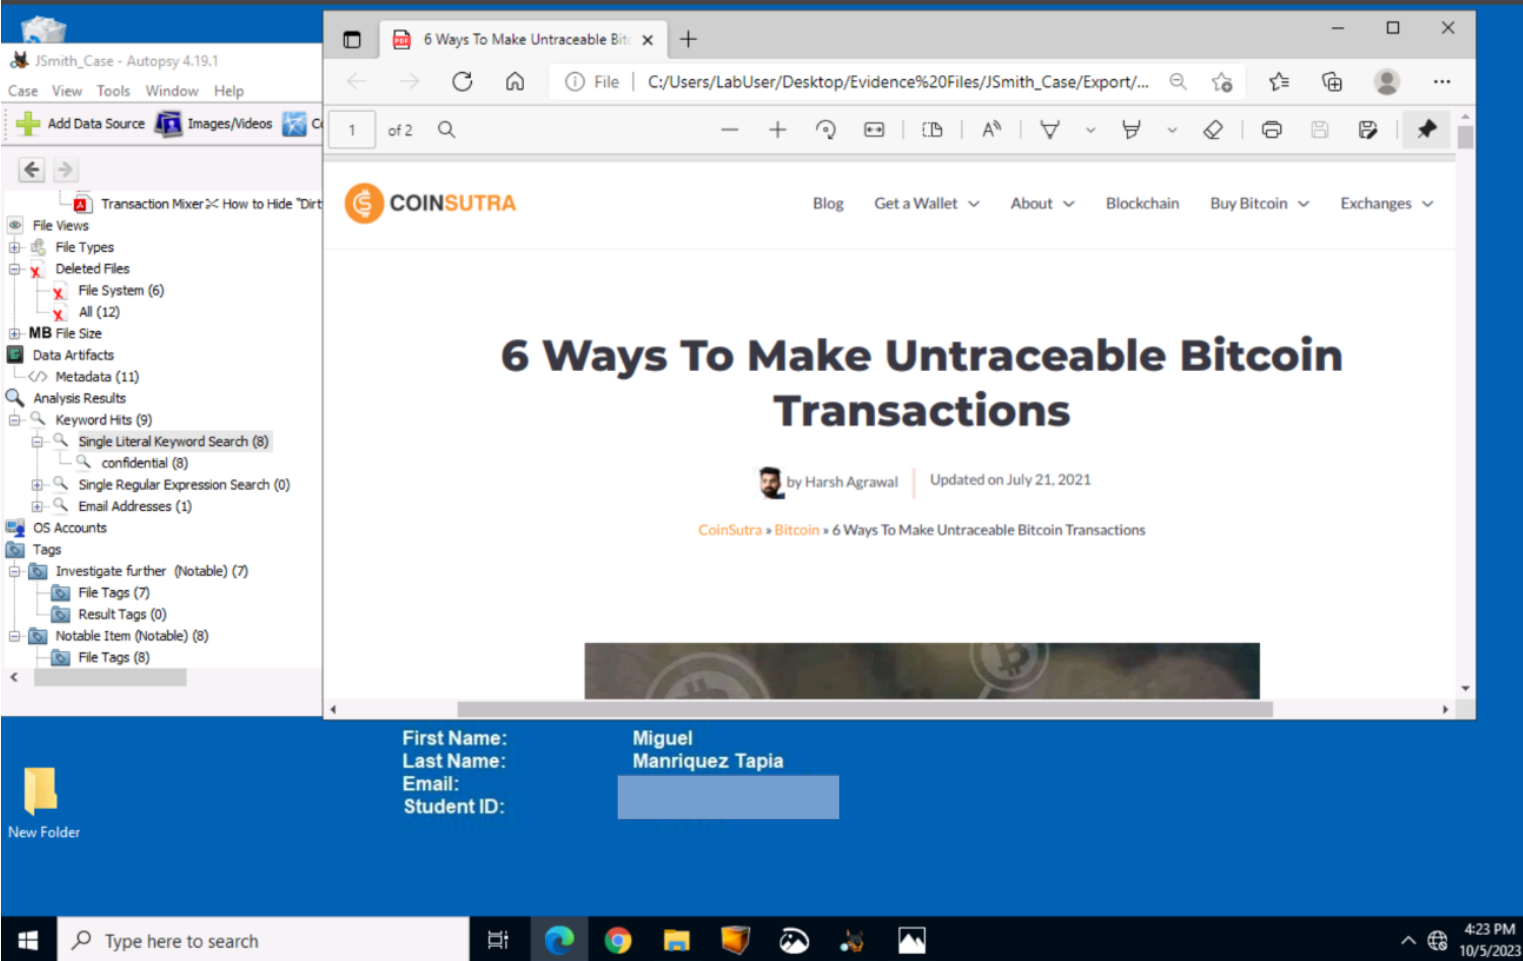 JSmith_Case - Autopsy 4.19.1
Case View Tools Window Help
Add Data Source Images/Videos
Transaction Mixer How to Hide "Dirt
File Views
File Types
Deleted Files
File System (6)
All (12)
MB File Size
Data Artifacts
Metadata (11)
Analysis Results
Keyword Hits (9)
Single Literal Keyword Search (8)
confidential (8)
Single Regular Expression Search (0)
Email Addresses (1)
OS Accounts
Tags
Investigate further (Notable) (7)
File Tags (7)
Result Tags (0)
Notable Item (Notable) (8)
File Tags (8)
6 Ways To Make Untraceable Bit
File C:/Users/LabUser/Desktop/Evidence%20Files/JSmith_Case/Export/...
1 of 2
COINSUTRA
Blog Get a Wallet About Blockchain Buy Bitcoin Exchanges
6 Ways To Make Untraceable Bitcoin
Transactions
by Harsh Agrawal Updated on July 21, 2021
CoinSutra » Bitcoin » 6 Ways To Make Untraceable Bitcoin Transactions
First Name: Miguel
Last Name: Manriquez Tapia
Email:
Student ID:
New Folder
Type here to search
4:23 PM
10/5/2023